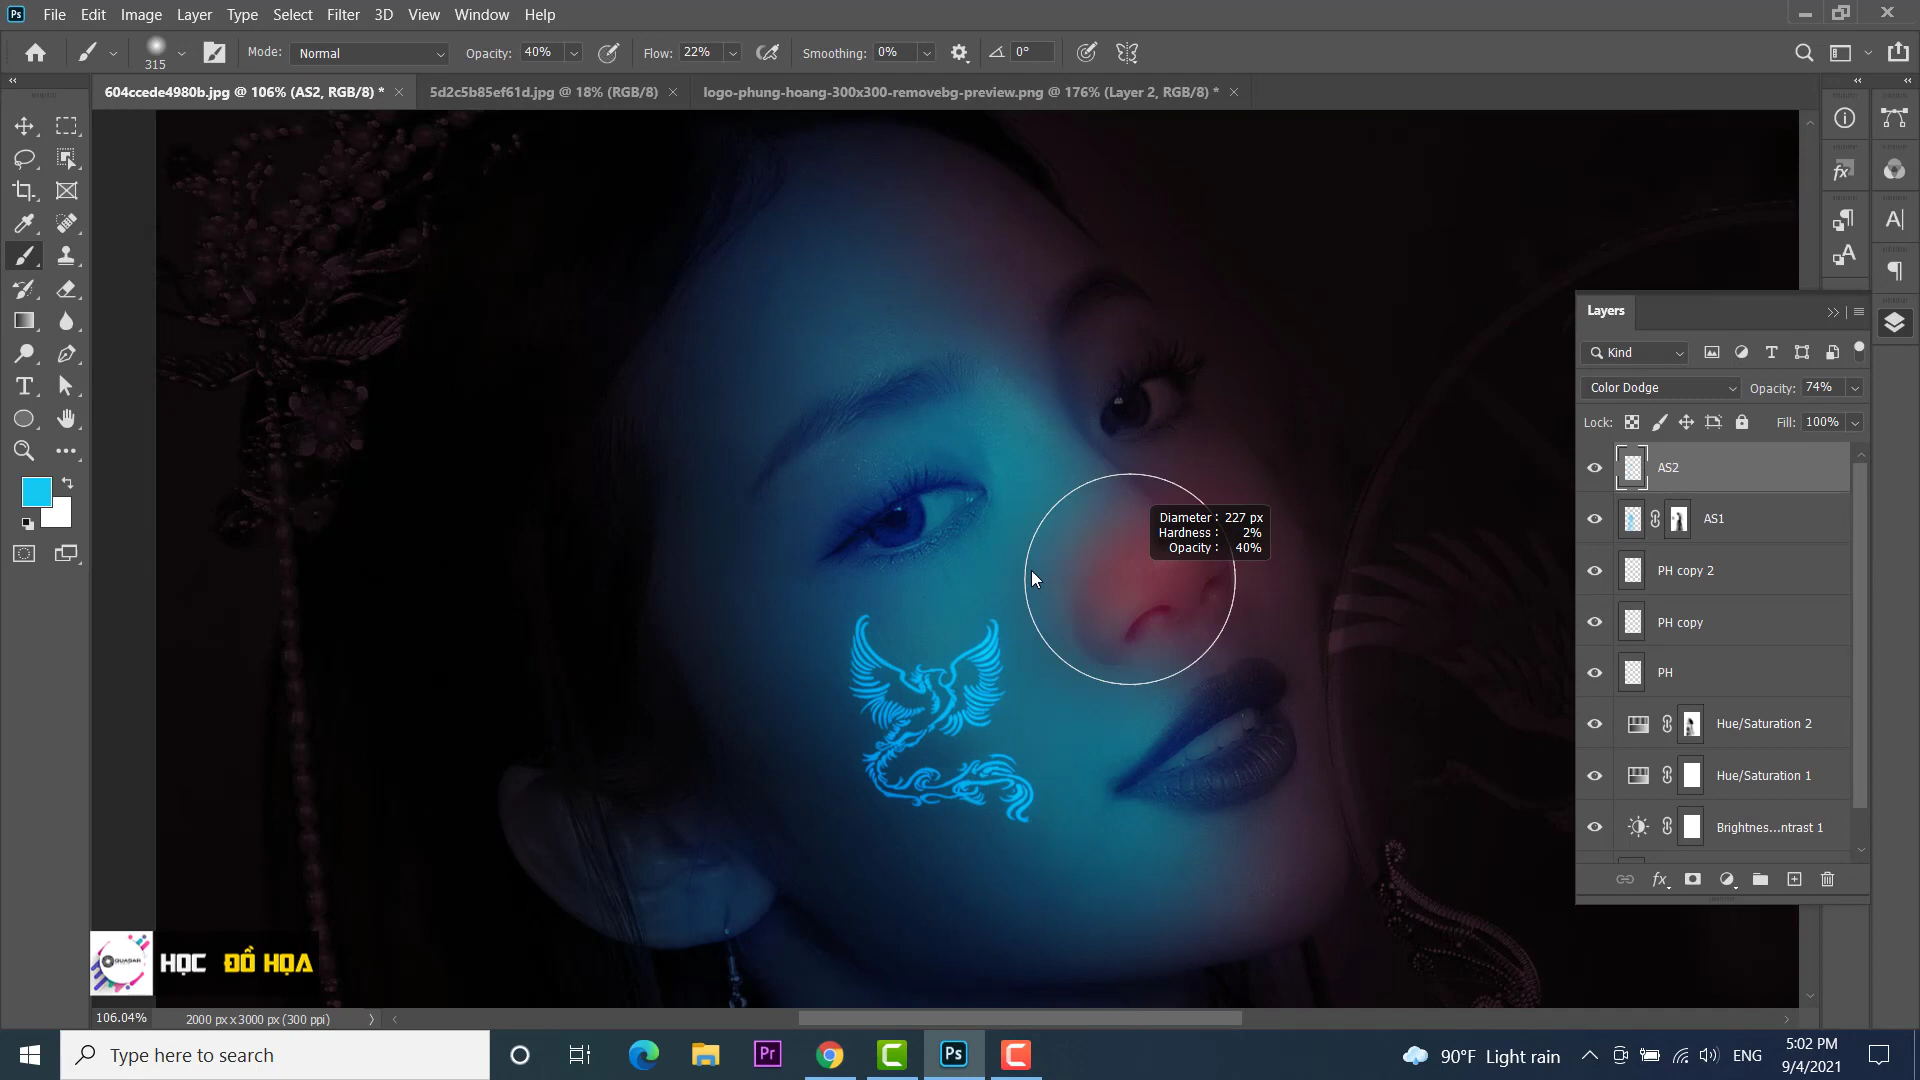 Ps File Edit Image Layer Type Select Filter 3D View Window Help
315 Mode: Normal Opacity: 40% Flow: 22% Smoothing: 0% 0°
604ccede4980b.jpg @ 106% (AS2, RGB/8) * 5d2c5b85ef61d.jpg @ 18% (RGB/8) logo-phung-hoang-300x300-removebg-preview.png @ 176% (Layer 2, RGB/8) *
Diameter: 227 px
Hardness: 2%
Opacity: 40%
Layers
Kind
Color Dodge Opacity: 74%
Lock: Fill: 100%
AS2
AS1
PH copy 2
PH copy
PH
Hue/Saturation 2
Hue/Saturation 1
Brightnes...ntrast 1
QUASAR HỌC ĐỒ HỌA
106.04% 2000 px x 3000 px (300 ppi)
Type here to search
Pr
Ps
90°F Light rain
ENG
5:02 PM
9/4/2021